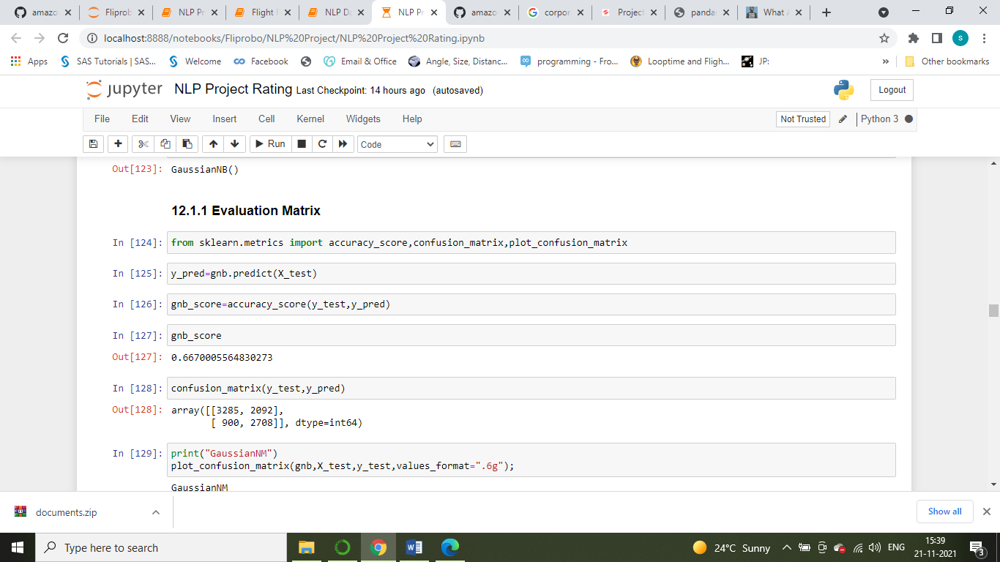 amazo
Fliprob
NLP Pr
Flight
NLP Da
NLP Pr
amazo
corpor
Project
panda
What
localhost:8888/notebooks/Fliprobo/NLP%20Project/NLP%20Project%20Rating.ipynb
s
Apps
SAS Tutorials | SAS...
Welcome
Facebook
Email & Office
Angle, Size, Distanc...
programming - Fro...
Looptime and Fligh...
JP:
»
Other bookmarks
jupyter NLP Project Rating Last Checkpoint: 14 hours ago (autosaved)
Logout
File Edit View Insert Cell Kernel Widgets Help
Not Trusted
Python 3
Run
Code
Out[123]: GaussianNB()
12.1.1 Evaluation Matrix
In [124]: from sklearn.metrics import accuracy_score,confusion_matrix,plot_confusion_matrix
In [125]: y_pred=gnb.predict(X_test)
In [126]: gnb_score=accuracy_score(y_test,y_pred)
In [127]: gnb_score
Out[127]: 0.6670005564830273
In [128]: confusion_matrix(y_test,y_pred)
Out[128]: array([[3285, 2092],
[ 900, 2708]], dtype=int64)
In [129]: print("GaussianNM")
plot_confusion_matrix(gnb,X_test,y_test,values_format=".6g");
GaussianNM
documents.zip
Show all
Type here to search
24°C Sunny
ENG
15:39
21-11-2021
3